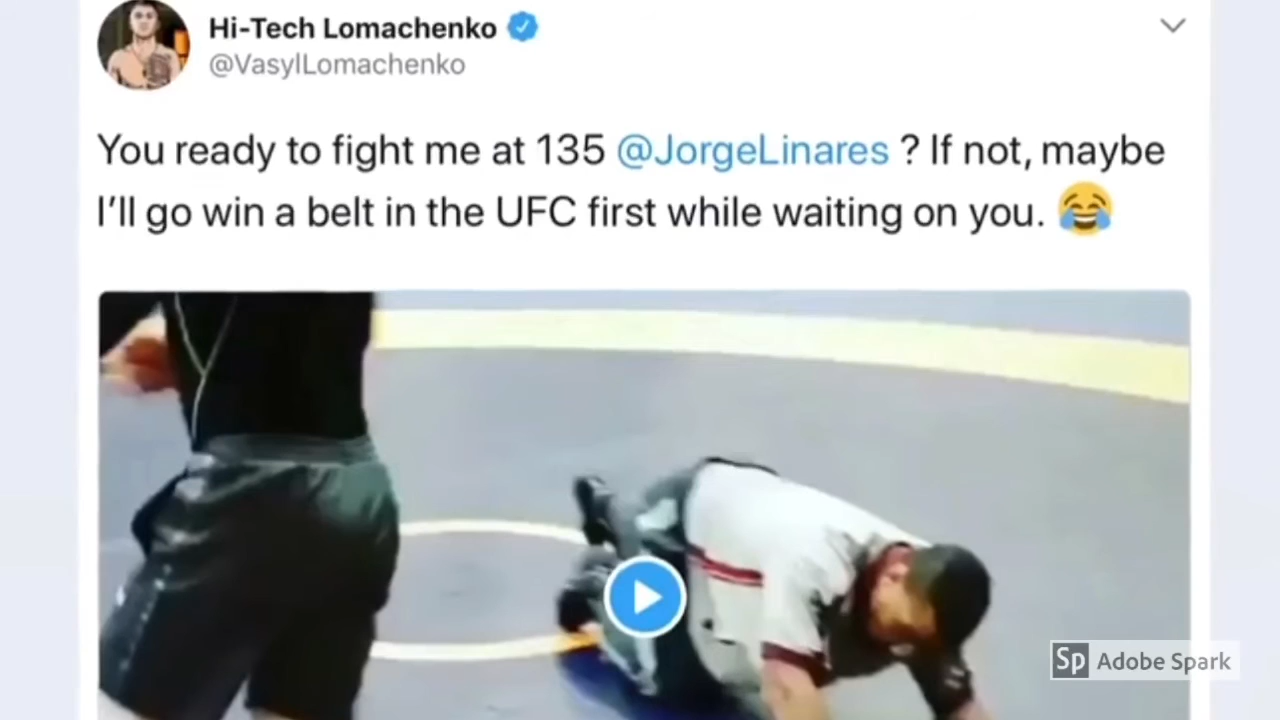 Hi-Tech Lomachenko
@VasylLomachenko
You ready to fight me at 135 @JorgeLinares ? If not, maybe
I’ll go win a belt in the UFC first while waiting on you. 😂
Sp Adobe Spark